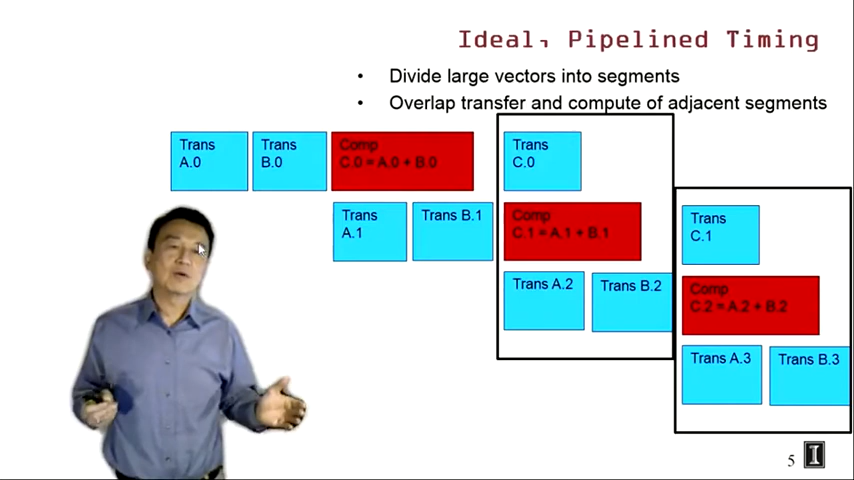 Ideal, Pipelined Timing
• Divide large vectors into segments
• Overlap transfer and compute of adjacent segments
Trans
A.0
Trans
B.0
Comp
C.0 = A.0 + B.0
Trans
C.0
Trans
A.1
Trans B.1
Comp
C.1 = A.1 + B.1
Trans
C.1
Trans A.2
Trans B.2
Comp
C.2 = A.2 + B.2
Trans A.3
Trans B.3
5
I